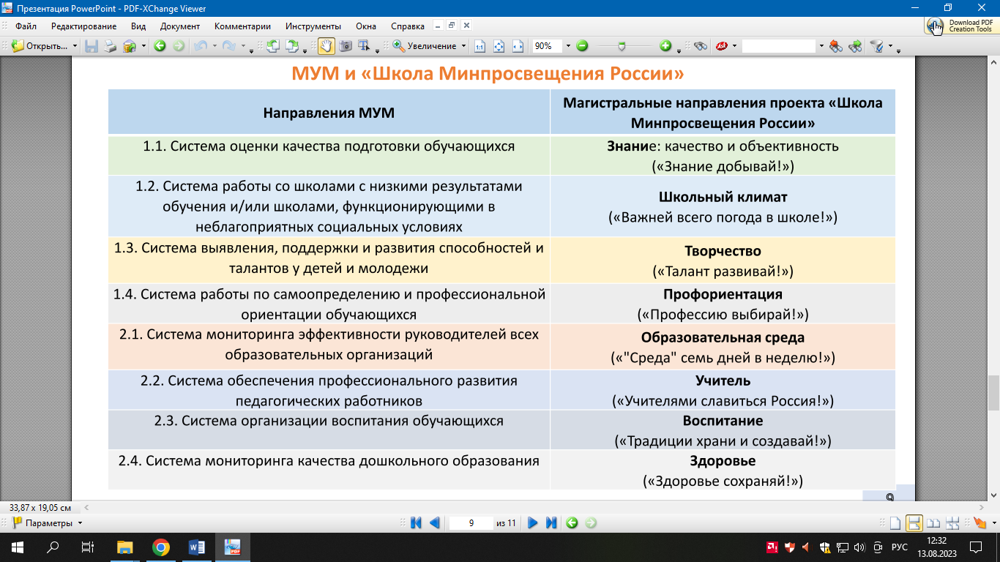 Презентация PowerPoint - PDF-XChange Viewer
Файл Редактирование Вид Документ Комментарии Инструменты Окна Справка
Download PDF
Creation Tools
Открыть... Увеличение 90%
МУМ и «Школа Минпросвещения России»
Направления МУМ
Магистральные направления проекта «Школа
Минпросвещения России»
1.1. Система оценки качества подготовки обучающихся
Знание: качество и объективность
(«Знание добывай!»)
1.2. Система работы со школами с низкими результатами
обучения и/или школами, функционирующими в
неблагоприятных социальных условиях
Школьный климат
(«Важней всего погода в школе!»)
1.3. Система выявления, поддержки и развития способностей и
талантов у детей и молодежи
Творчество
(«Талант развивай!»)
1.4. Система работы по самоопределению и профессиональной
ориентации обучающихся
Профориентация
(«Профессию выбирай!»)
2.1. Система мониторинга эффективности руководителей всех
образовательных организаций
Образовательная среда
(«"Среда" семь дней в неделю!»)
2.2. Система обеспечения профессионального развития
педагогических работников
Учитель
(«Учителями славиться Россия!»)
2.3. Система организации воспитания обучающихся
Воспитание
(«Традиции храни и создавай!»)
2.4. Система мониторинга качества дошкольного образования
Здоровье
(«Здоровье сохраняй!»)
9
33,87 x 19,05 см
Параметры 9 из 11
РУС
12:32
13.08.2023